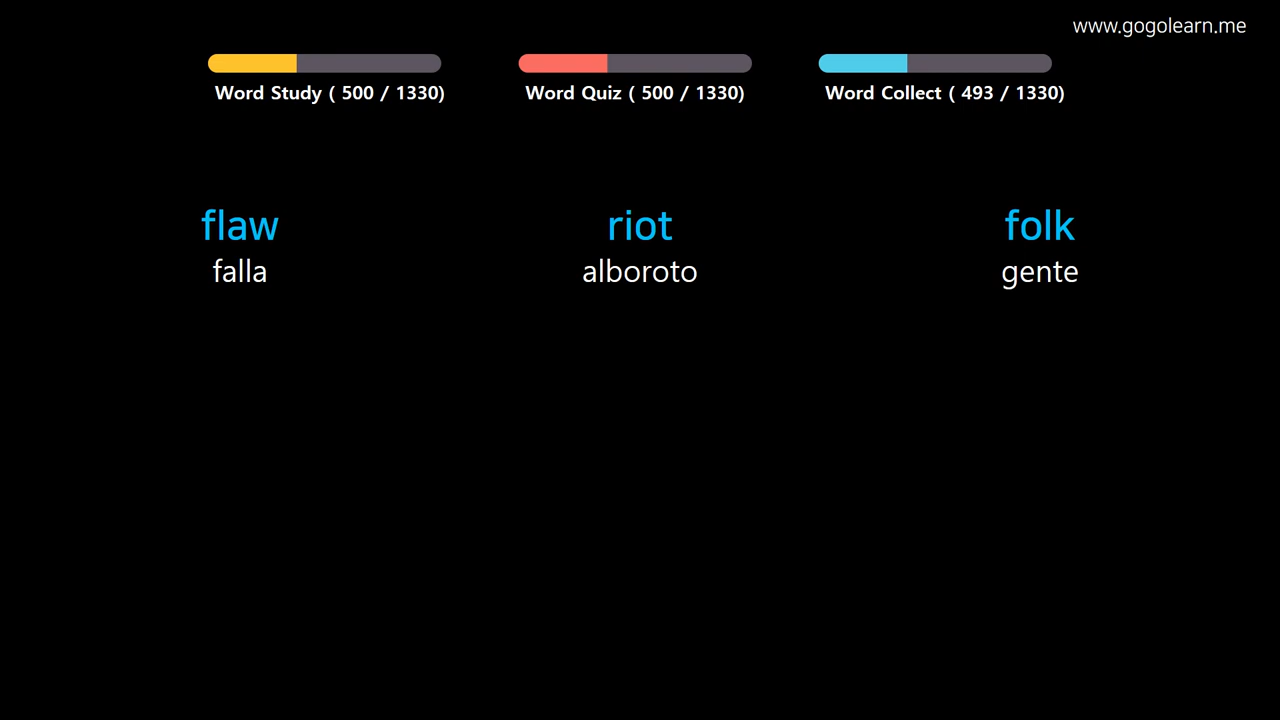 www.gogolearn.me
Word Study ( 500 / 1330)
Word Quiz ( 500 / 1330)
Word Collect ( 493 / 1330)
flaw
falla
riot
alboroto
folk
gente